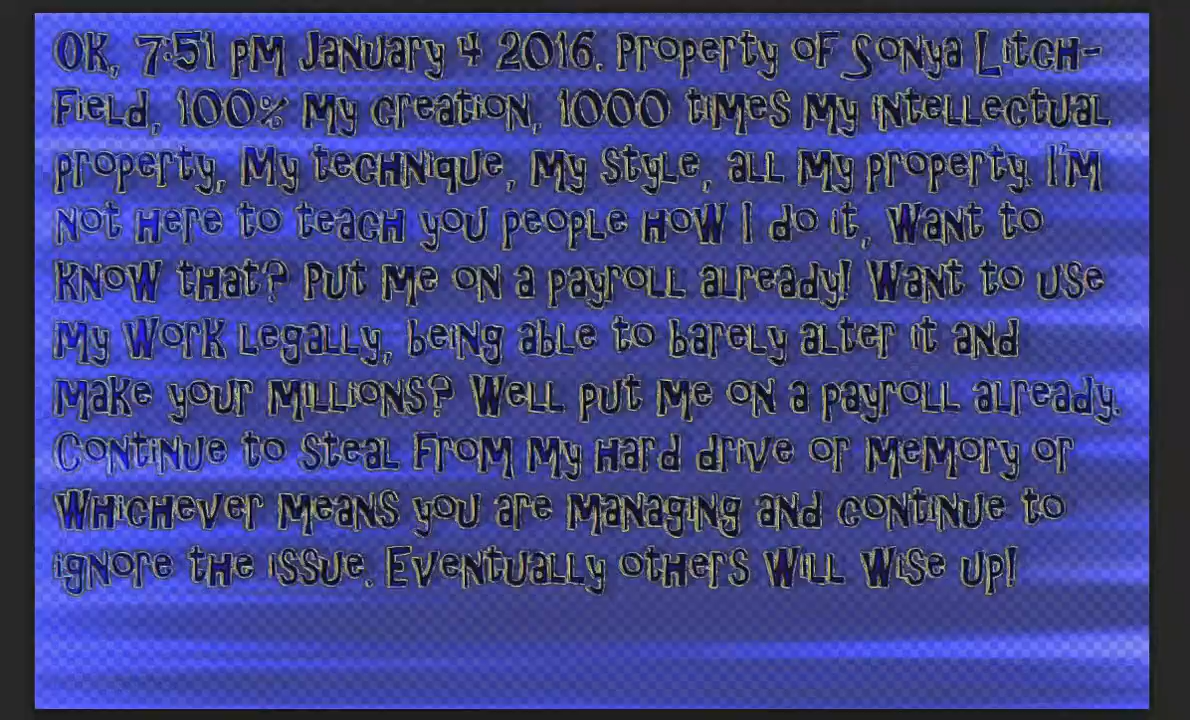 OK, 7:51 PM January 4 2016. Property of Sonya Litch-
field, 100% my creation, 1000 times my intellectual
property, my technique, my style, all my property. I'm
not here to teach you people how I do it, Want to
know that? Put me on a payroll already! Want to use
my work legally, being able to barely alter it and
make your millions? Well put me on a payroll already.
Continue to steal from my hard drive or memory or
whichever means you are managing and continue to
ignore the issue. Eventually others will wise up!